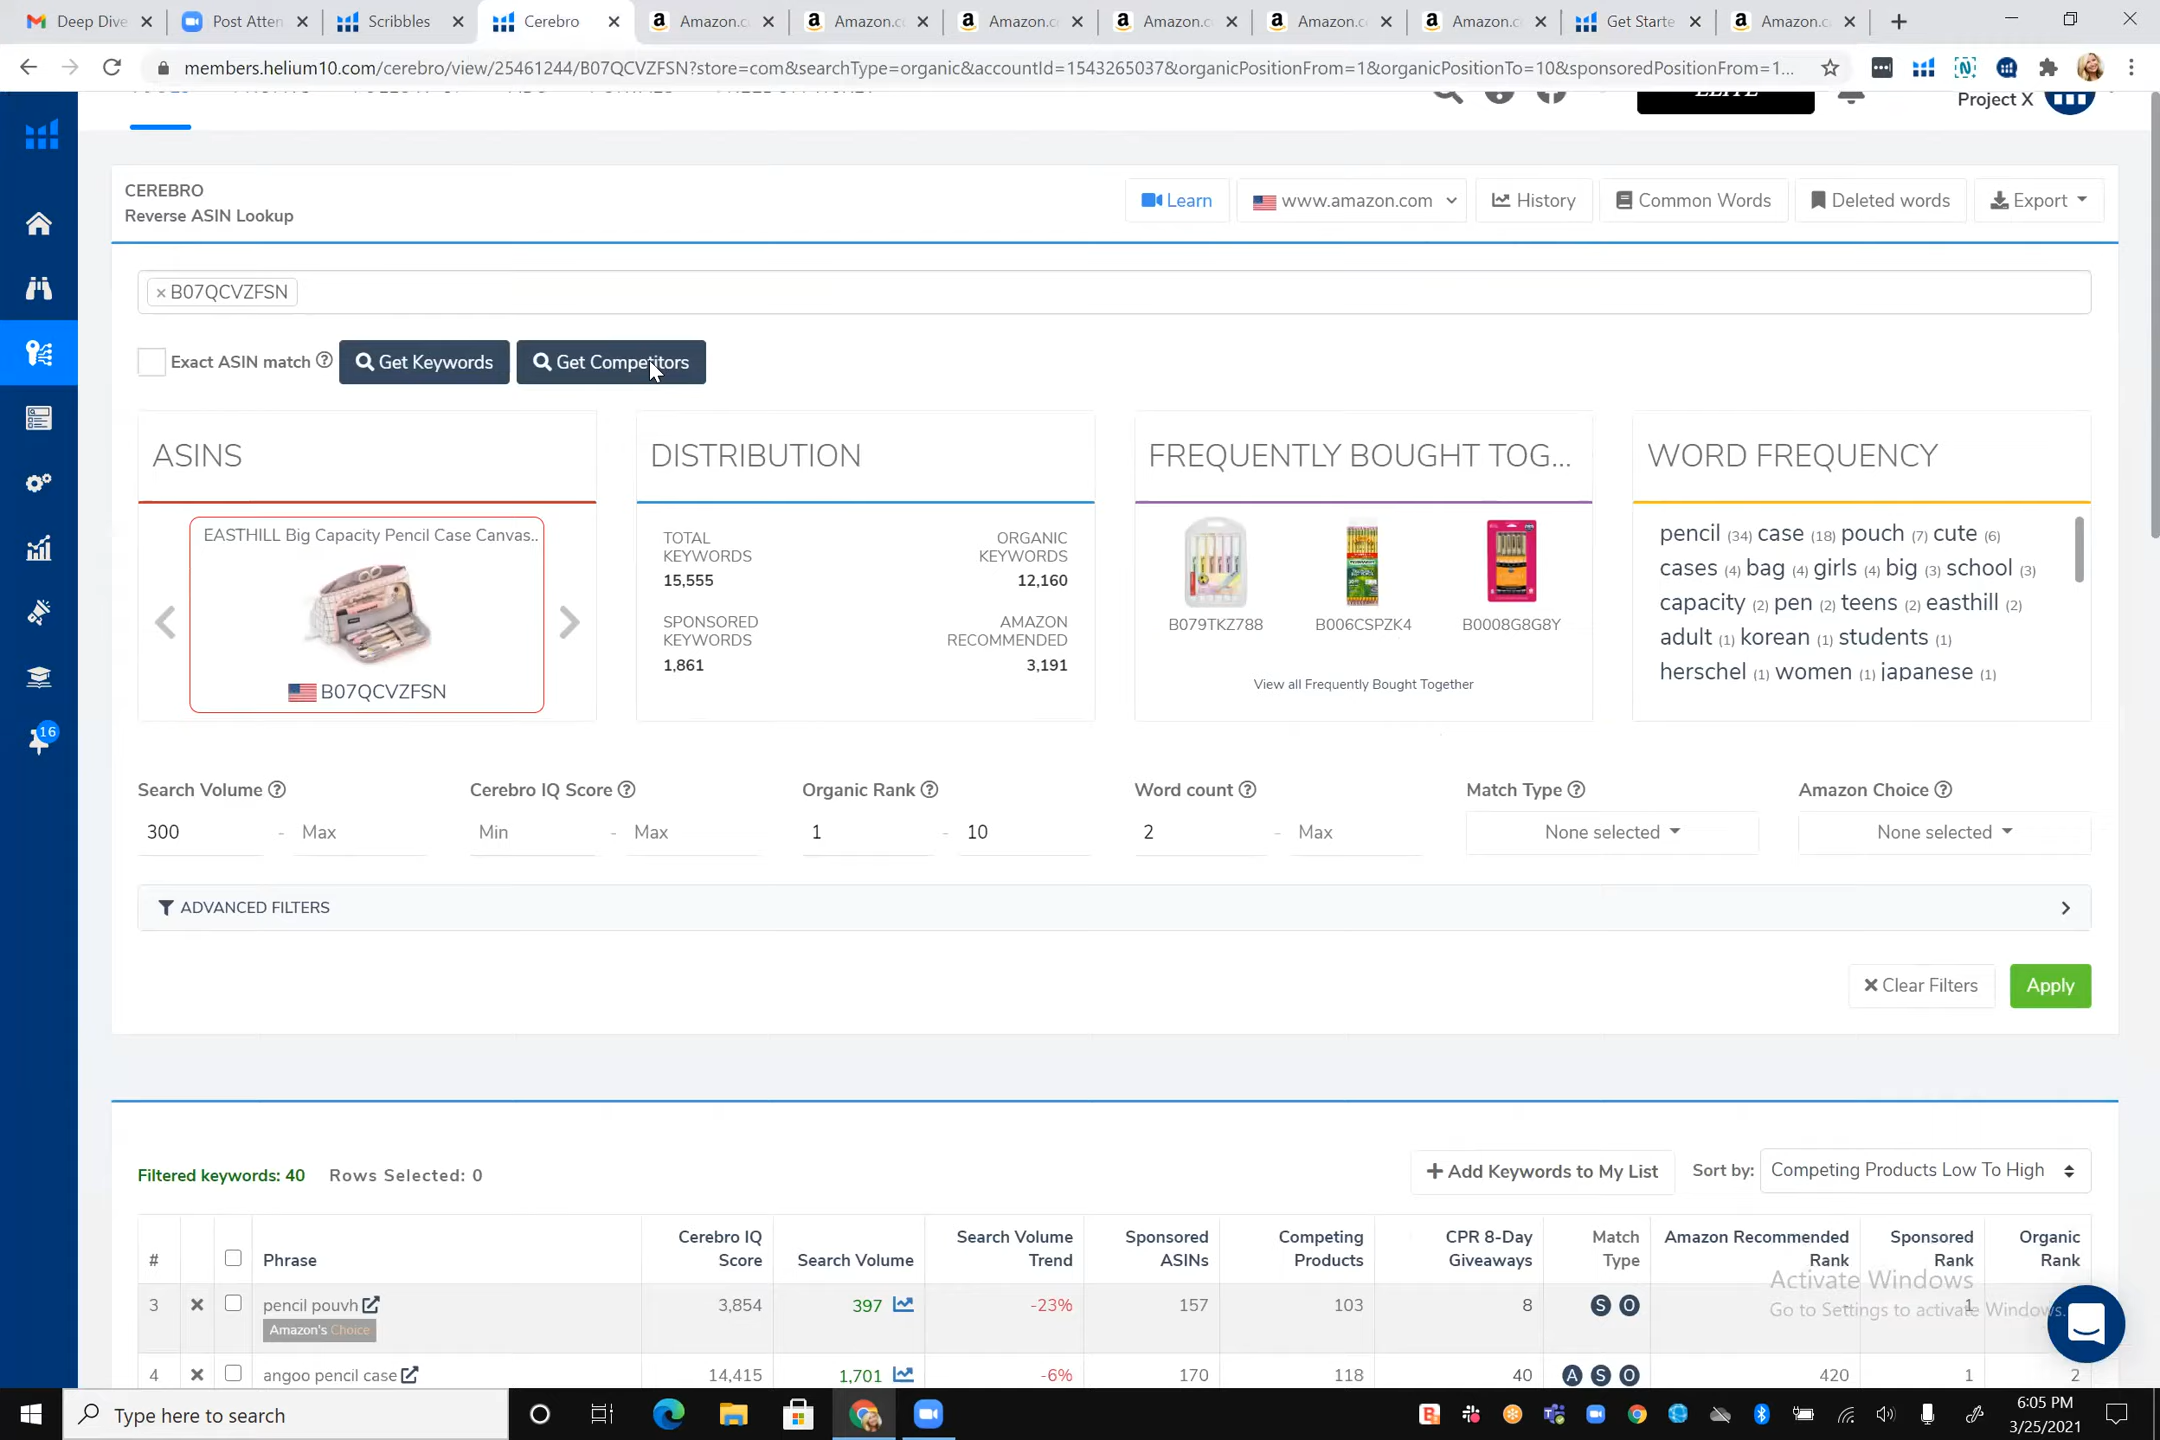 Deep Dive
Post Atten
Scribbles
Cerebro
Amazon.c
Amazon.c
Amazon.c
Amazon.c
Amazon.c
Amazon.c
Get Starte
Amazon.c
members.helium10.com/cerebro/view/25461244/B07QCVZFSN?store=com&searchType=organic&accountId=1543265037&organicPositionFrom=1&organicPositionTo=10&sponsoredPositionFrom=1...
ELITE
Project X
CEREBRO
Reverse ASIN Lookup
Learn
www.amazon.com
History
Common Words
Deleted words
Export
× B07QCVZFSN
Exact ASIN match
Get Keywords
Get Competitors
ASINS
EASTHILL Big Capacity Pencil Case Canvas..
B07QCVZFSN
DISTRIBUTION
TOTAL KEYWORDS
15,555
ORGANIC KEYWORDS
12,160
SPONSORED KEYWORDS
1,861
AMAZON RECOMMENDED
3,191
FREQUENTLY BOUGHT TOG...
B079TKZ788 B006CSPZK4 B0008G8G8Y
View all Frequently Bought Together
WORD FREQUENCY
pencil (34) case (18) pouch (7) cute (6)
cases (4) bag (4) girls (4) big (3) school (3)
capacity (2) pen (2) teens (2) easthill (2)
adult (1) korean (1) students (1)
herschel (1) women (1) japanese (1)
Search Volume
Cerebro IQ Score
Organic Rank
Word count
Match Type
Amazon Choice
300 - Max
Min - Max
1 - 10
2 - Max
None selected
None selected
ADVANCED FILTERS
Clear Filters
Apply
Filtered keywords: 40
Rows Selected: 0
Add Keywords to My List
Sort by: Competing Products Low To High
# Phrase Cerebro IQ Score Search Volume Search Volume Trend Sponsored ASINs Competing Products CPR 8-Day Giveaways Match Type Amazon Recommended Rank Sponsored Rank Organic Rank
3 pencil pouvh 3,854 397 -23% 157 103 8 S O - 1
Amazon's Choice
4 angoo pencil case 14,415 1,701 -6% 170 118 40 A S O 420 1 2
Activate Windows
Go to Settings to activate Windows.
16
Type here to search
6:05 PM
3/25/2021